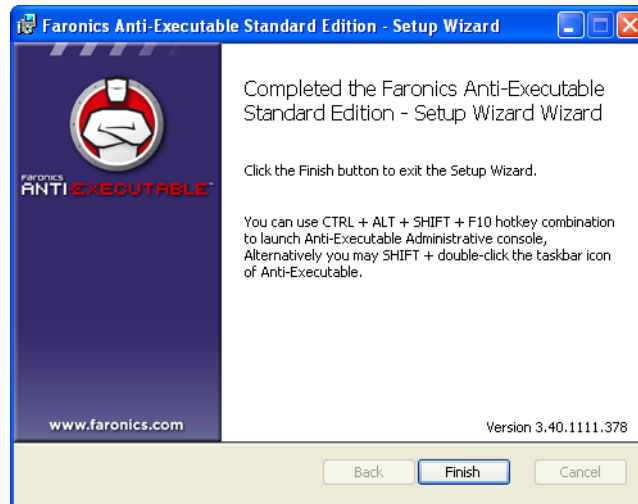 Faronics Anti-Executable Standard Edition - Setup Wizard
Completed the Faronics Anti-Executable
Standard Edition - Setup Wizard Wizard
Click the Finish button to exit the Setup Wizard.
FARONICS
ANTI-EXECUTABLE™
You can use CTRL + ALT + SHIFT + F10 hotkey combination
to launch Anti-Executable Administrative console,
Alternatively you may SHIFT + double-click the taskbar icon
of Anti-Executable.
www.faronics.com
Version 3.40.1111.378
Back
Finish
Cancel